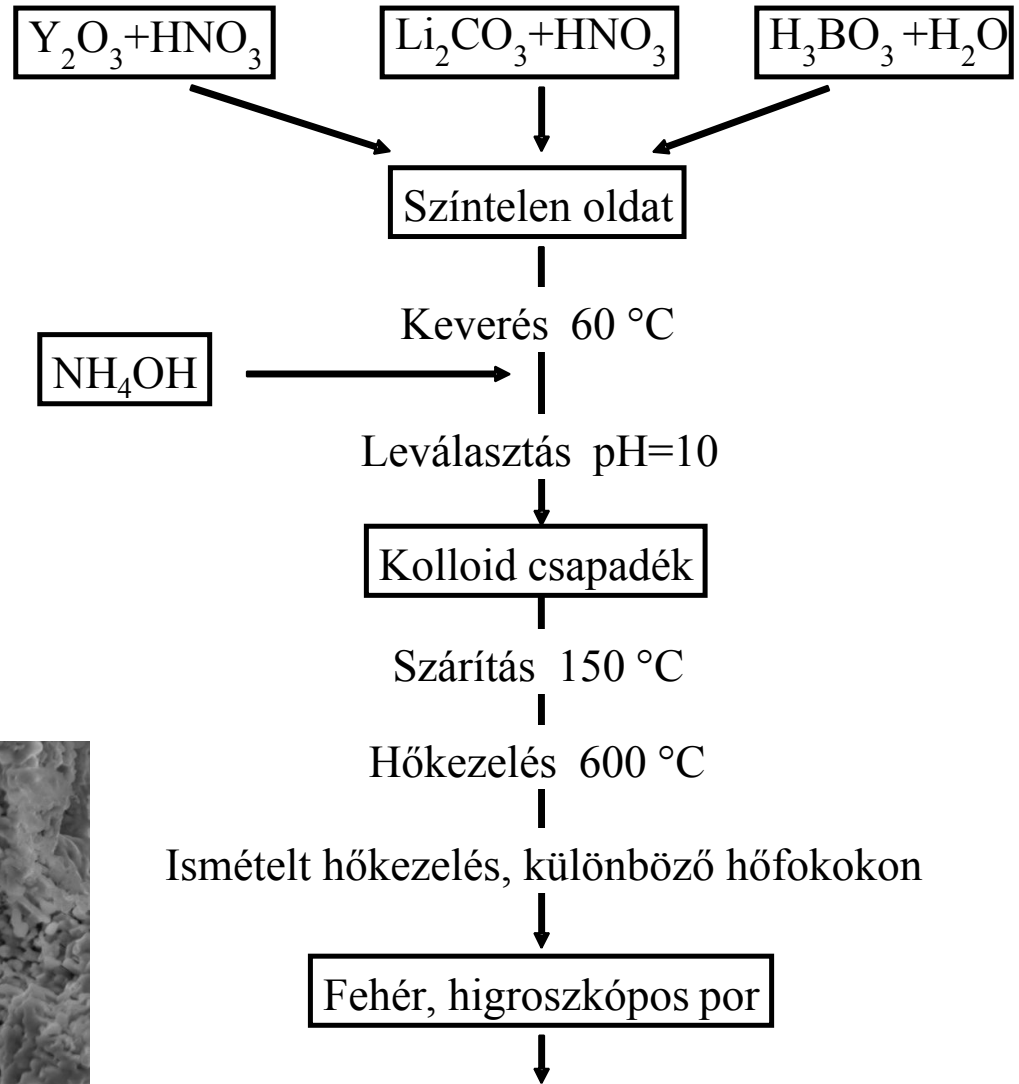 Y₂O₃+HNO₃
Li₂CO₃+HNO₃
H₃BO₃ +H₂O
Színtelen oldat
Keverés 60 °C
NH₄OH
Leválasztás pH=10
Kolloid csapadék
Szárítás 150 °C
Hőkezelés 600 °C
Ismételt hőkezelés, különböző hőfokokon
Fehér, higroszkópos por